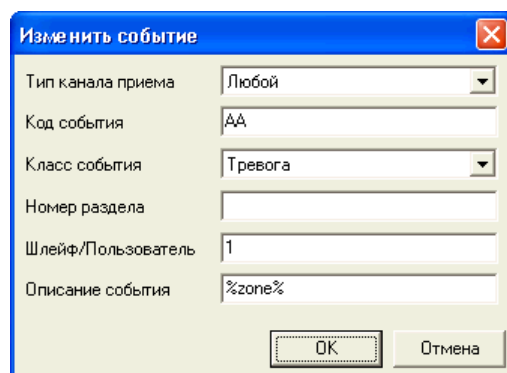 Изменить событие
Тип канала приема Любой
Код события AA
Класс события Тревога
Номер раздела
Шлейф/Пользователь 1
Описание события %zone%
OK Отмена